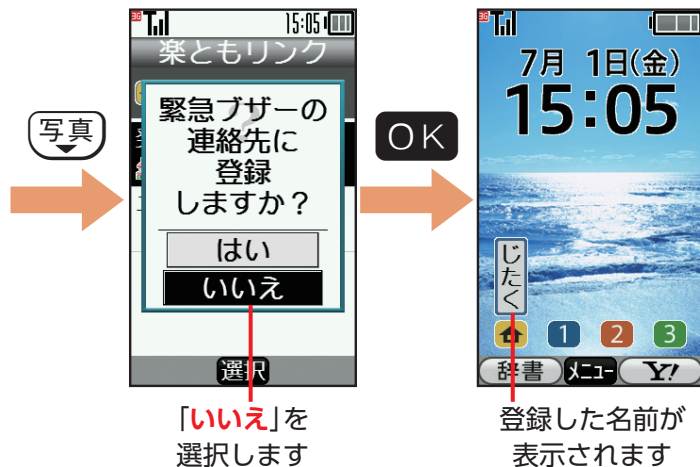 写真
3G
15:05
楽ともリンク
緊急ブザーの
連絡先に
登録
しますか？
はい
いいえ
選択
「いいえ」を
選択します
OK
3G
7月 1日(金)
15:05
じたく
1 2 3
辞書 メニュー Y!
登録した名前が
表示されます